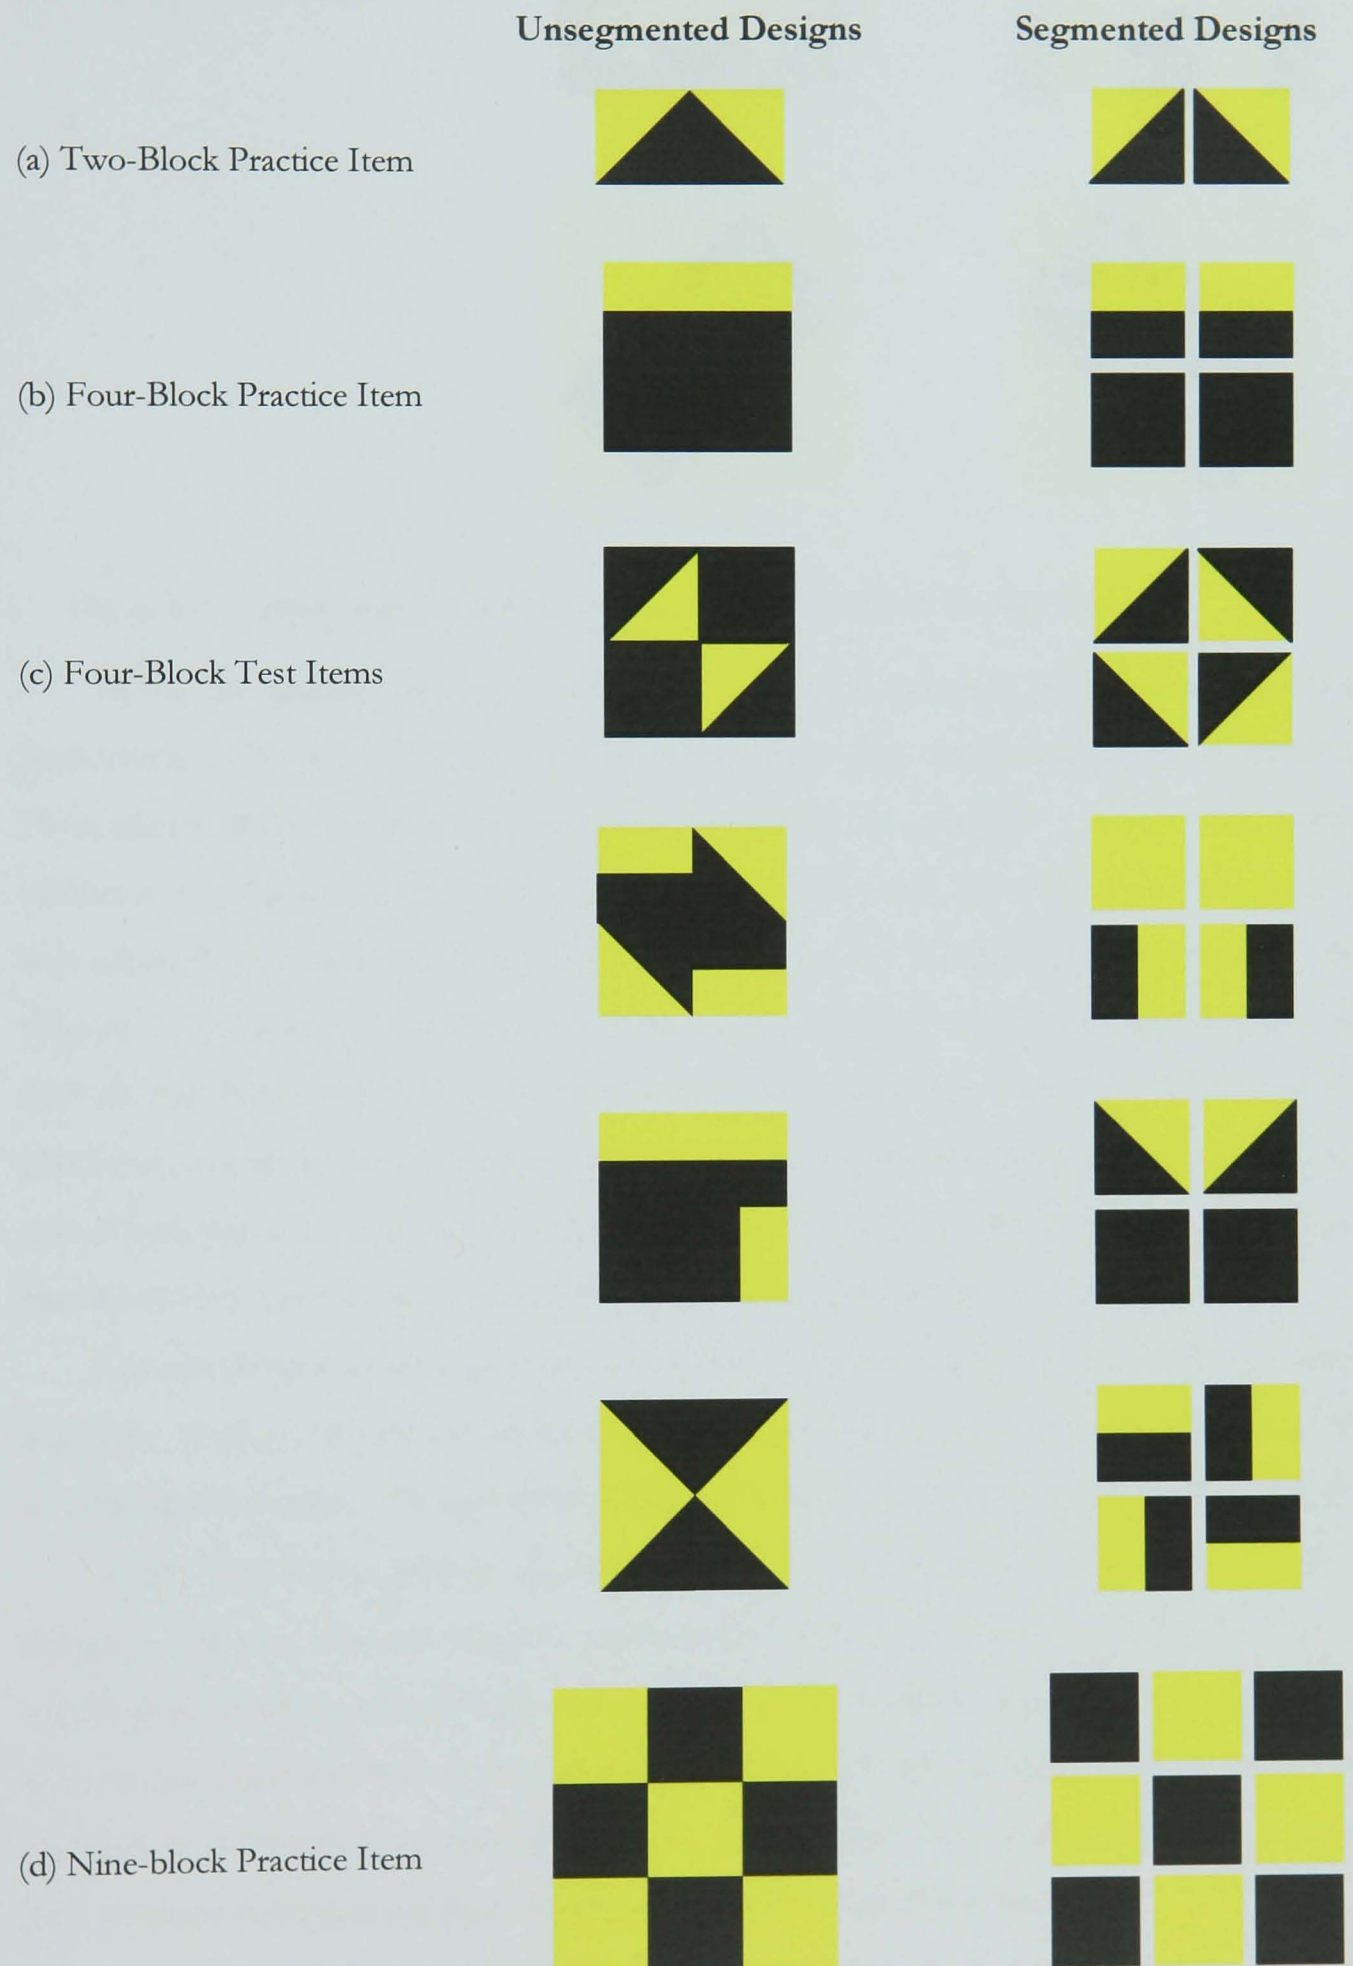 Unsegmented Designs
Segmented Designs
(a) Two-Block Practice Item
(b) Four-Block Practice Item
(c) Four-Block Test Items
(d) Nine-block Practice Item